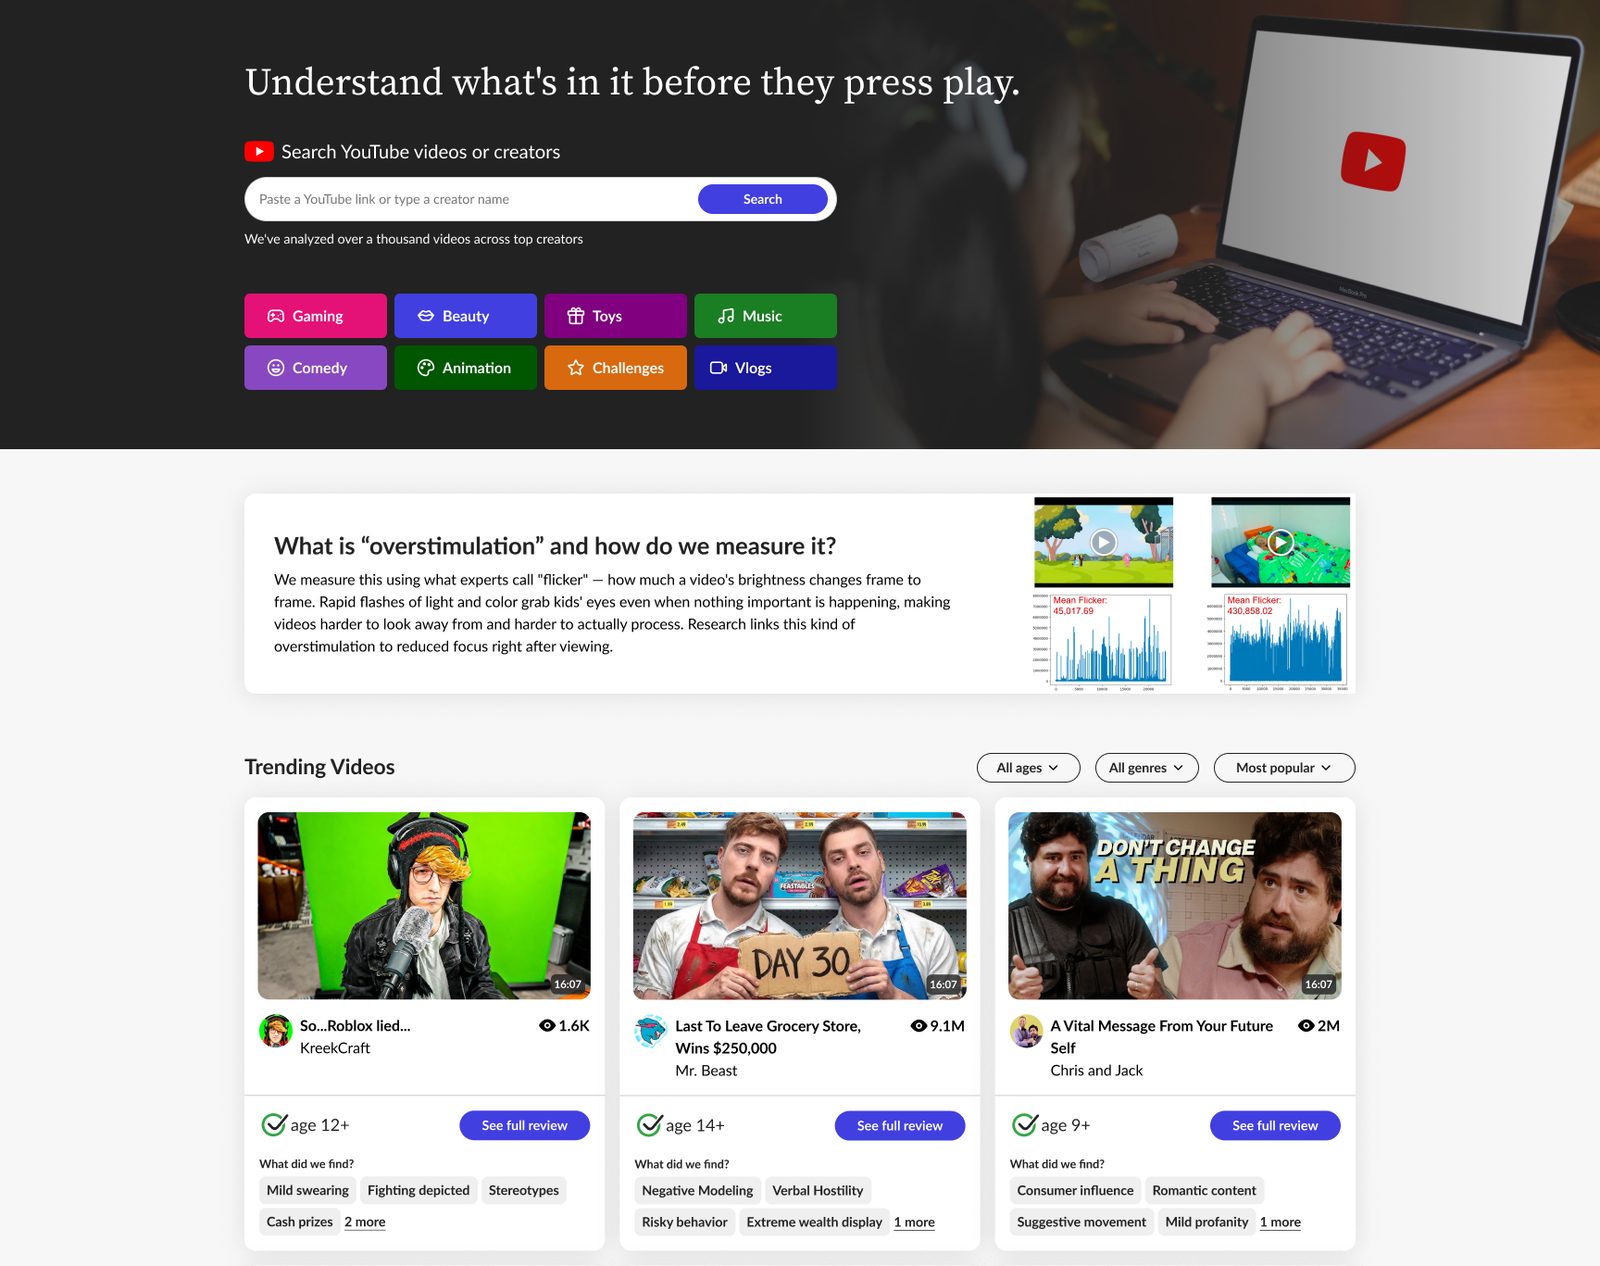 Understand what's in it before they press play.
Search YouTube videos or creators
Paste a YouTube link or type a creator name
Search
We've analyzed over a thousand videos across top creators
Gaming
Beauty
Toys
Music
Comedy
Animation
Challenges
Vlogs
MacBook Pro
What is “overstimulation” and how do we measure it?
We measure this using what experts call "flicker" — how much a video's brightness changes frame to
frame. Rapid flashes of light and color grab kids' eyes even when nothing important is happening, making
videos harder to look away from and harder to actually process. Research links this kind of
overstimulation to reduced focus right after viewing.
Mean Flicker:
45,017.69
Mean Flicker:
430,858.02
Trending Videos
All ages
All genres
Most popular
16:07
So...Roblox lied...
1.6K
KreekCraft
age 12+
See full review
What did we find?
Mild swearing
Fighting depicted
Stereotypes
Cash prizes
2 more
FEASTABLES
DAY 30
16:07
Last To Leave Grocery Store,
9.1M
Wins $250,000
Mr. Beast
age 14+
See full review
What did we find?
Negative Modeling
Verbal Hostility
Risky behavior
Extreme wealth display
1 more
DON'T CHANGE
A THING
16:07
A Vital Message From Your Future
2M
Self
Chris and Jack
age 9+
See full review
What did we find?
Consumer influence
Romantic content
Suggestive movement
Mild profanity
1 more